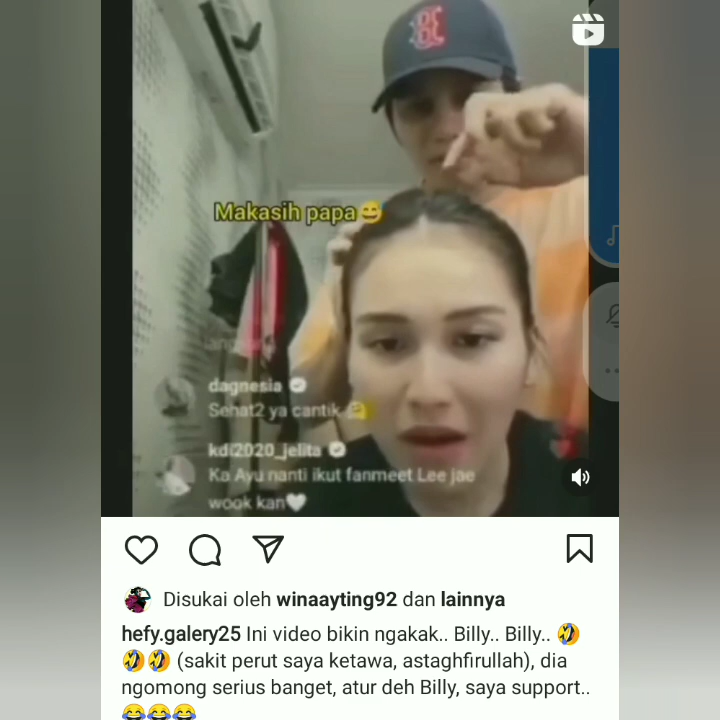 B
Makasih papa😅
dagnesia
Sehat2 ya cantik 🤗
kdi2020_jelita
Ka Ayu nanti ikut fanmeet Lee jae
wook kan🤍
Disukai oleh winaayting92 dan lainnya
hefy.galery25 Ini video bikin ngakak.. Billy.. Billy.. 🤣
🤣🤣 (sakit perut saya ketawa, astaghfirullah), dia
ngomong serius banget, atur deh Billy, saya support..
😂😂😂